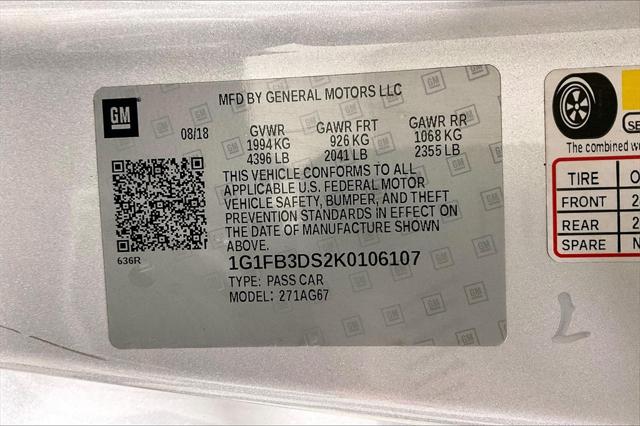 MFD BY GENERAL MOTORS LLC
GM
08/18
GVWR GAWR FRT GAWR RR
1994 KG 926 KG 1068 KG
4396 LB 2041 LB 2355 LB
THIS VEHICLE CONFORMS TO ALL
APPLICABLE U.S. FEDERAL MOTOR
VEHICLE SAFETY, BUMPER, AND THEFT
PREVENTION STANDARDS IN EFFECT ON
THE DATE OF MANUFACTURE SHOWN
ABOVE.
636R
1G1FB3DS2K0106107
TYPE: PASS CAR
MODEL: 271AG67
The combined
TIRE
FRONT
REAR
SPARE